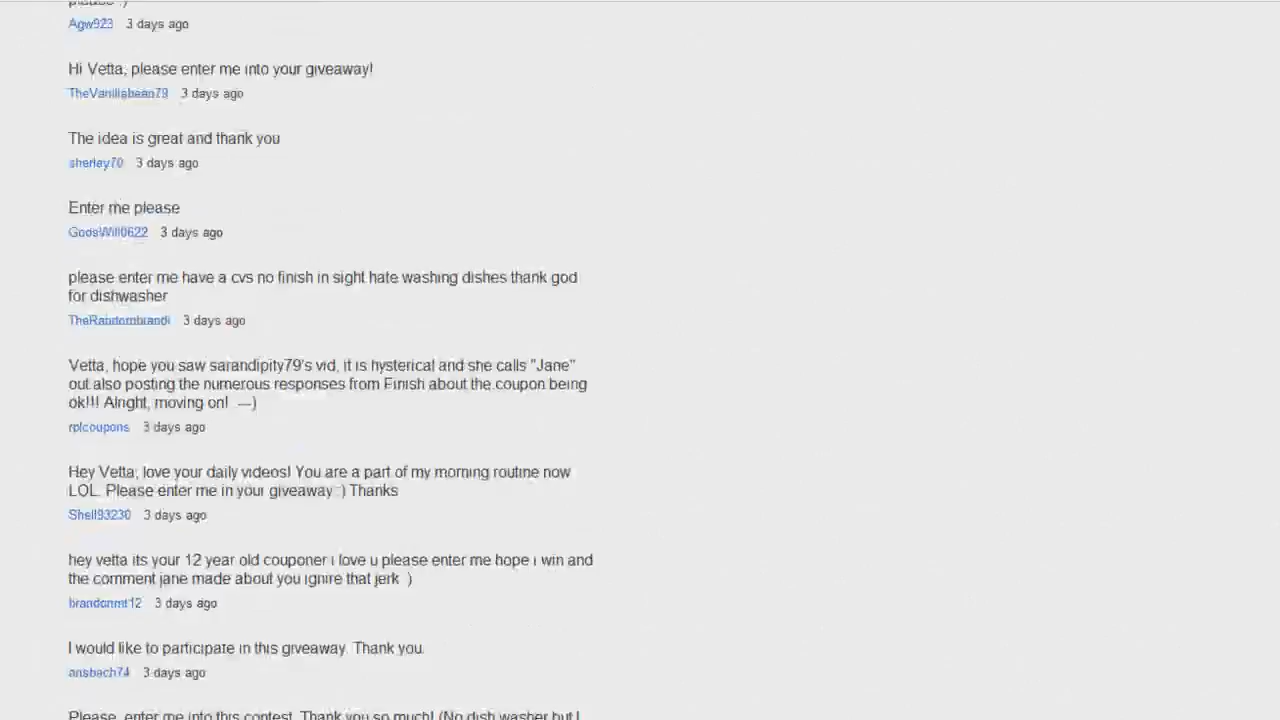 please :)
Agw923 3 days ago
Hi Vetta, please enter me into your giveaway!
TheVanillabean79 3 days ago
The idea is great and thank you
sherley70 3 days ago
Enter me please
GodsWill0622 3 days ago
please enter me have a cvs no finish in sight hate washing dishes thank god
for dishwasher
TheRandombrandi 3 days ago
Vetta, hope you saw sarandipity79's vid, it is hysterical and she calls "Jane"
out also posting the numerous responses from Finish about the coupon being
ok!!! Alright, moving on! ---)
rplcoupons 3 days ago
Hey Vetta, love your daily videos! You are a part of my morning routine now
LOL. Please enter me in your giveaway :) Thanks
Shell93230 3 days ago
hey vetta its your 12 year old couponer i love u please enter me hope i win and
the comment jane made about you ignire that jerk :)
brandonmt12 3 days ago
I would like to participate in this giveaway. Thank you.
ansbach74 3 days ago
Please, enter me into this contest. Thank you so much! (No dish washer but I